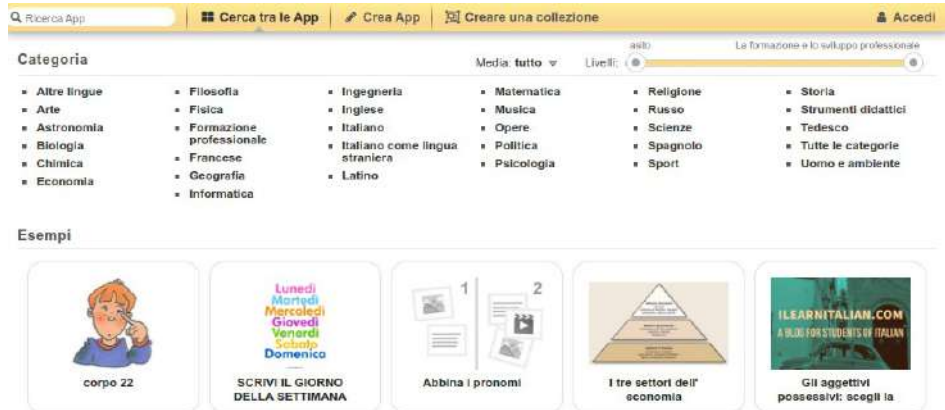 Ricerca App
Cerca tra le App
Crea App
Creare una collezione
Accedi
Categoria
Media: tutto
Livelli:
asilo
La formazione e lo sviluppo professionale
Altre lingue
Arte
Astronomia
Biologia
Chimica
Economia
Filosofia
Fisica
Formazione
professionale
Francese
Geografia
Informatica
Ingegneria
Inglese
Italiano
Italiano come lingua
straniera
Latino
Matematica
Musica
Opere
Politica
Psicologia
Religione
Russo
Scienze
Spagnolo
Sport
Storia
Strumenti didattici
Tedesco
Tutte le categorie
Uomo e ambiente
Esempi
corpo 22
Lunedì
Martedì
Mercoledì
Giovedì
Venerdì
Sabato
Domenica
SCRIVI IL GIORNO
DELLA SETTIMANA
1
2
Abbina i pronomi
I tre settori dell'
economia
ILEARNITALIAN.COM
A BLOG FOR STUDENTS OF ITALIAN
Gli aggettivi
possessivi: scegli la